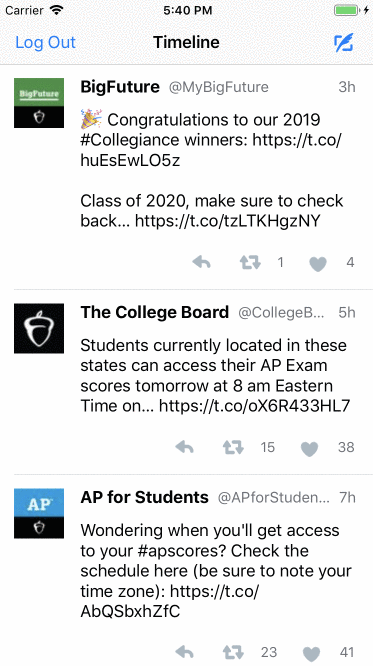 Carrier 5:40 PM
Log Out Timeline
BigFuture
BigFuture @MyBigFuture 3h
🎉 Congratulations to our 2019
#Collegiance winners: https://t.co/
huEsEwLO5z
Class of 2020, make sure to check
back... https://t.co/tzLTKHgzNY
1 4
The College Board @CollegeB... 5h
Students currently located in these
states can access their AP Exam
scores tomorrow at 8 am Eastern
Time on... https://t.co/oX6R433HL7
15 38
AP
AP for Students @APforStuden... 7h
Wondering when you'll get access
to your #apscores? Check the
schedule here (be sure to note your
time zone): https://t.co/
AbQSbxhZfC
23 41